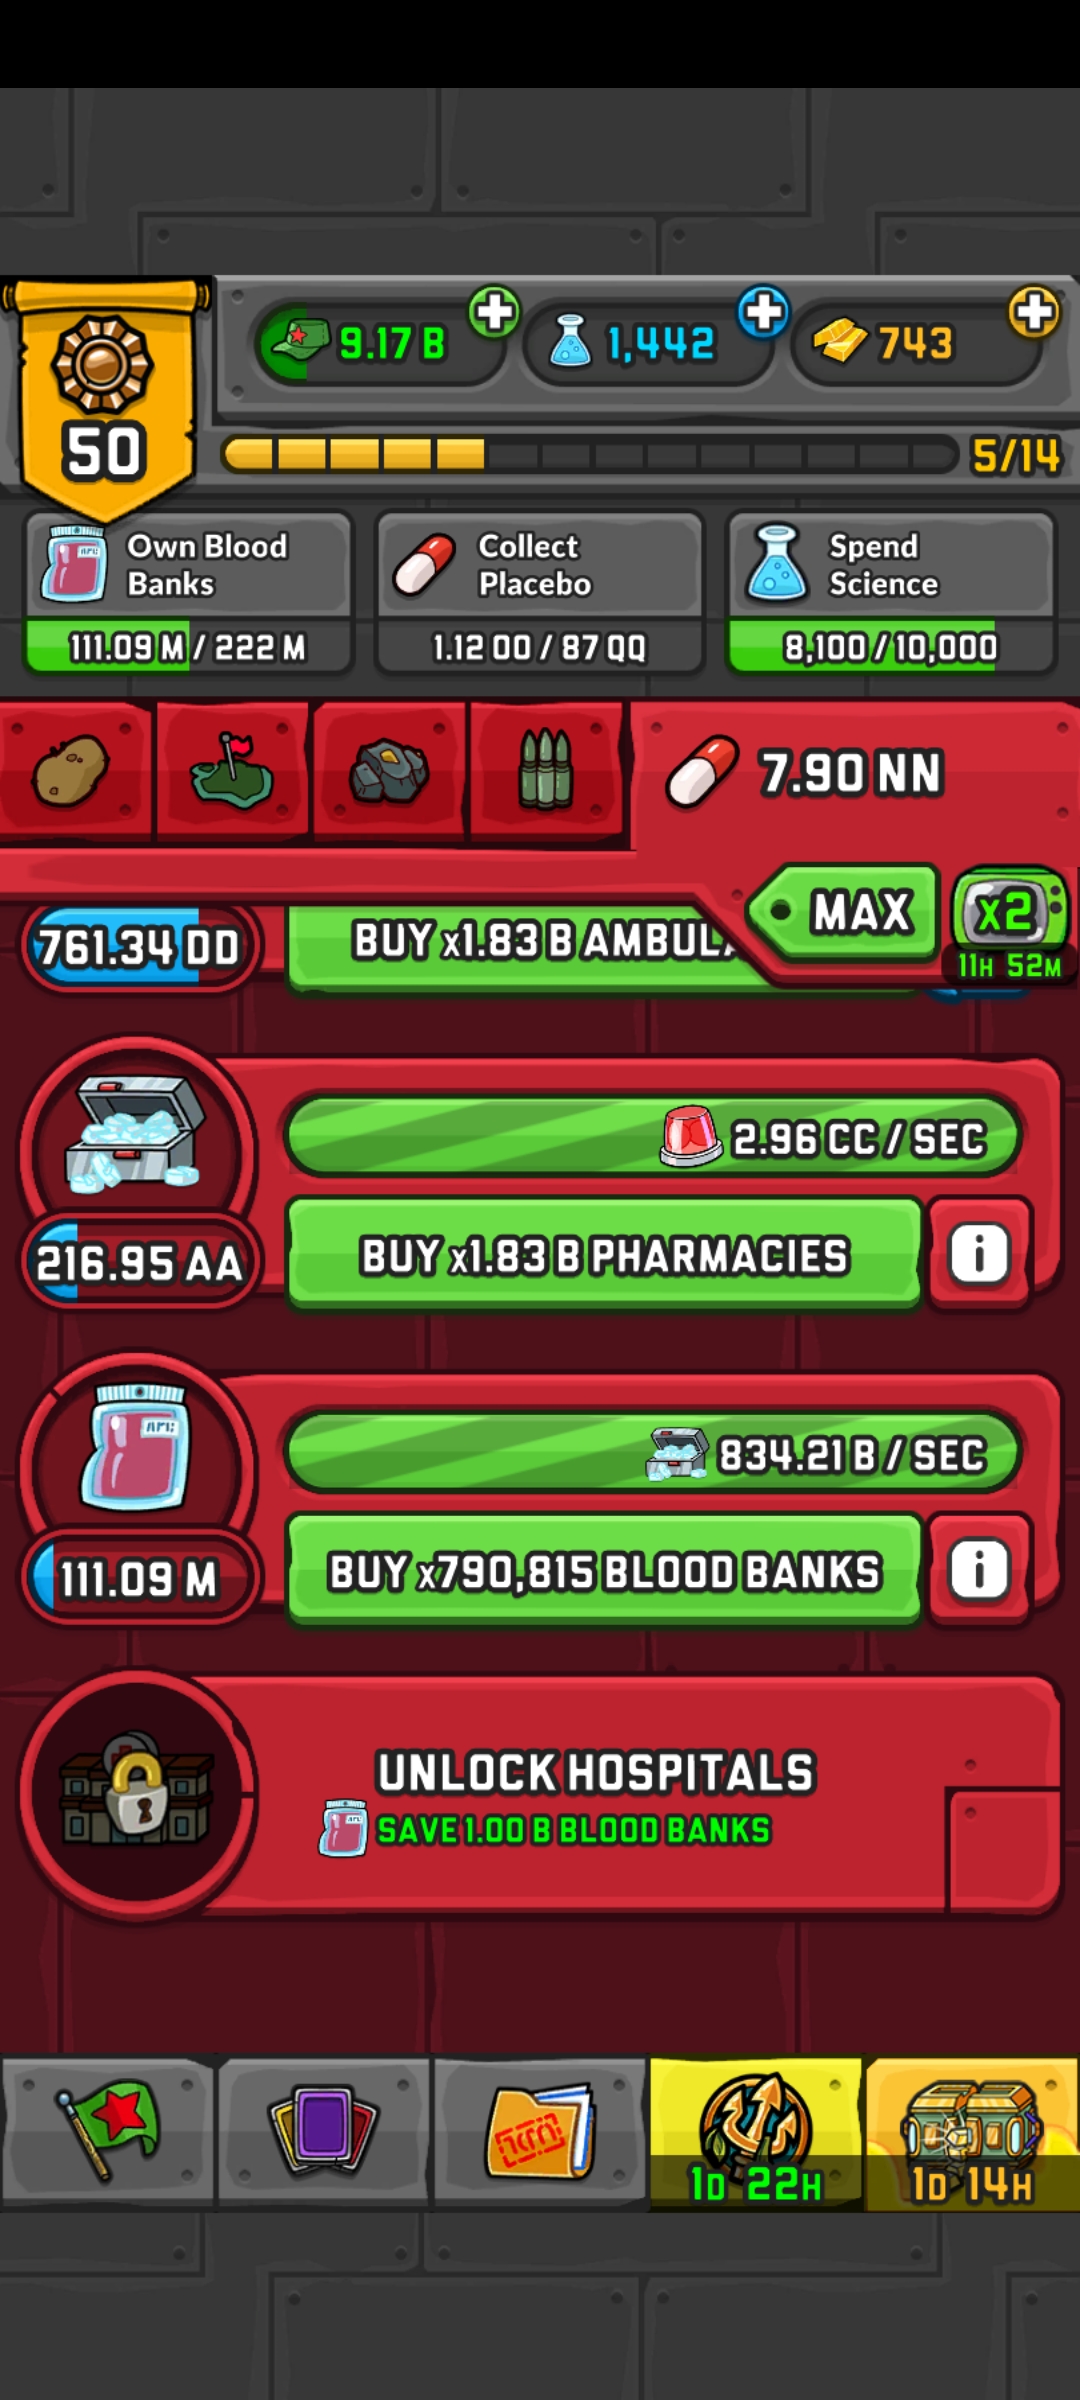 9.17 B
1,442
743
50
5/14
Own Blood
Banks
Collect
Placebo
Spend
Science
111.09 M / 222 M
1.12 OO / 87 QQ
8,100 / 10,000
7.90 NN
MAX
x2
11H 52M
761.34 DD
BUY x1.83 B
2.96 CC / SEC
216.95 AA
BUY x1.83 B PHARMACIES
i
834.21 B / SEC
111.09 M
BUY x790,815 BLOOD BANKS
i
UNLOCK HOSPITALS
SAVE 1.00 B BLOOD BANKS
1D 22H
1D 14H